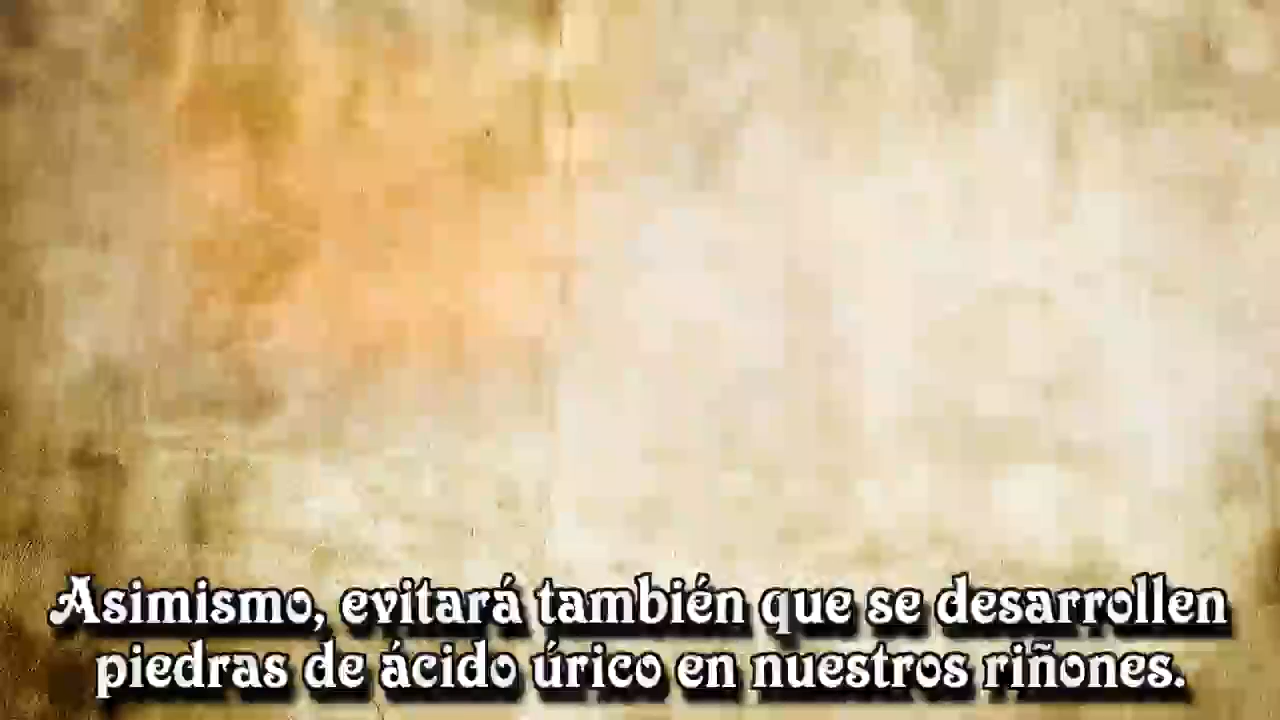 Asimismo, evitará también que se desarrollen
piedras de ácido úrico en nuestros riñones.